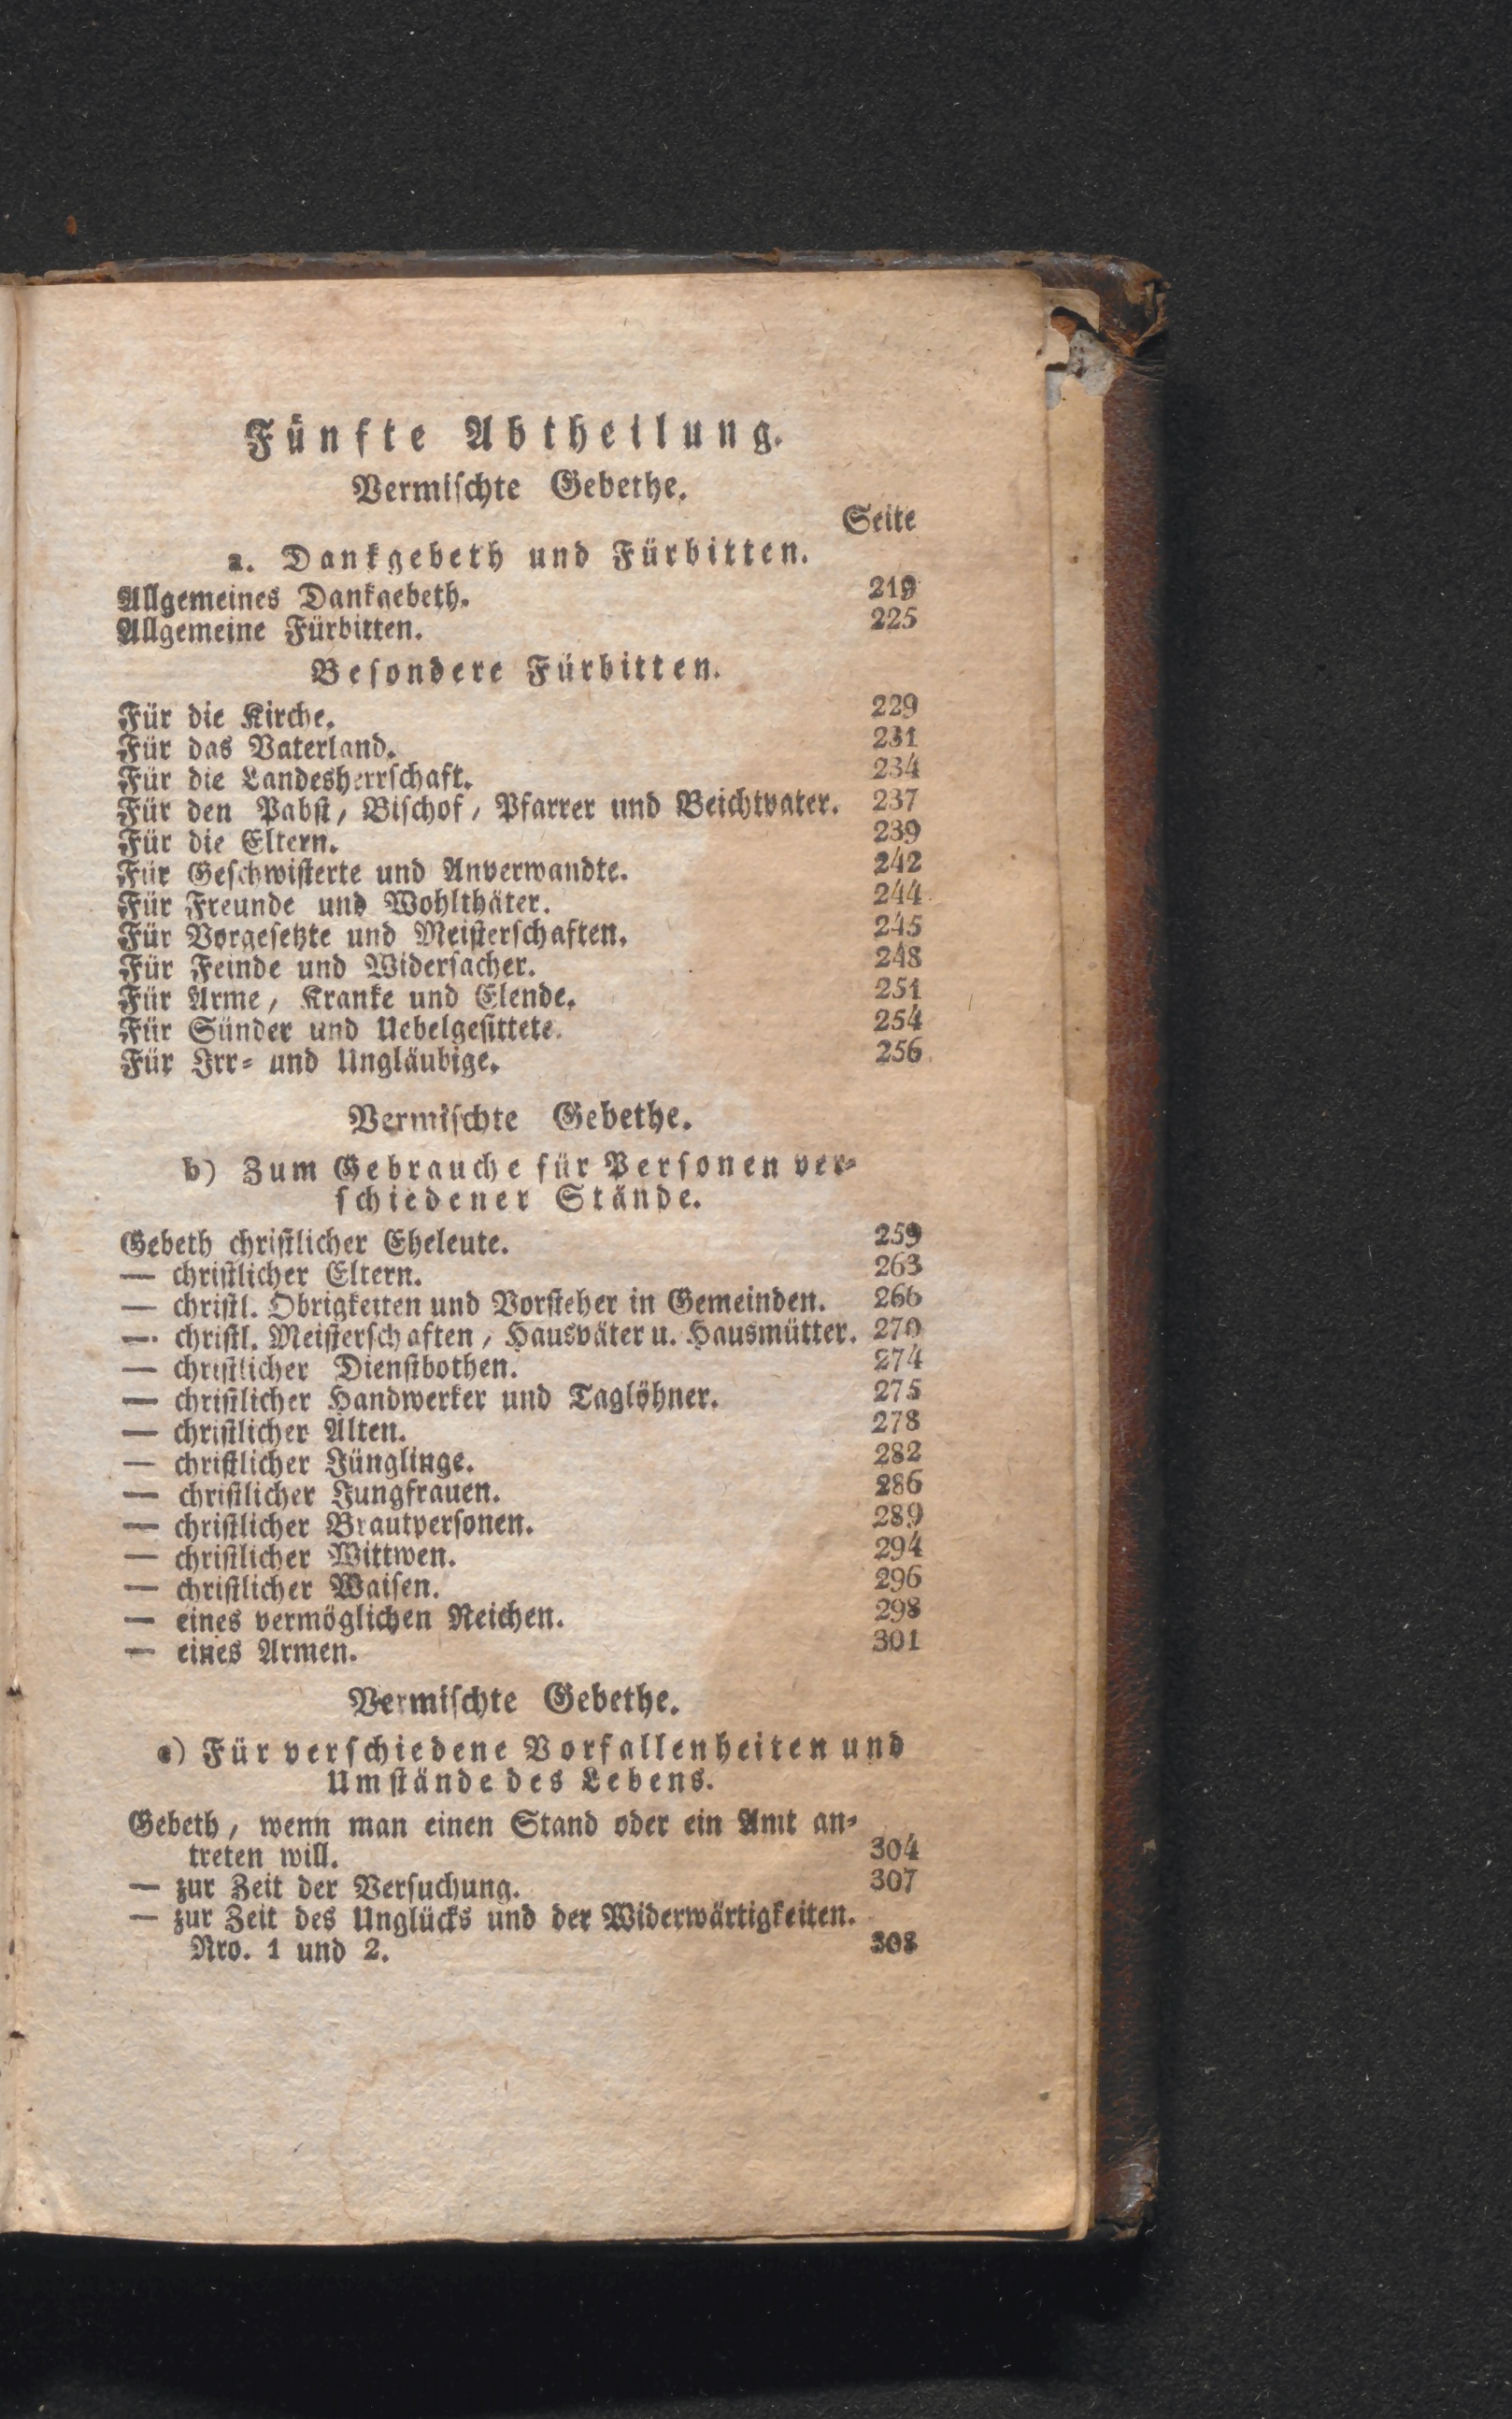 Fünfte Abtheilung.
Vermischte Gebethe.
Seite
a. Dankgebeth und Fürbitten.
Allgemeines Dankgebeth. 219
Allgemeine Fürbitten. 225
Besondere Fürbitten.
Für die Kirche. 229
Für das Vaterland. 231
Für die Landesherrschaft. 234
Für den Pabst, Bischof, Pfarrer und Beichtvater. 237
Für die Eltern. 239
Für Geschwisterte und Anverwandte. 242
Für Freunde und Wohlthäter. 244
Für Vorgesetzte und Meisterschaften. 245
Für Feinde und Widersacher. 248
Für Arme, Kranke und Elende. 251
Für Sünder und Uebelgesittete. 254
Für Irr- und Ungläubige. 256
Vermischte Gebethe.
b) Zum Gebrauche für Personen ver-
schiedener Stände.
Gebeth christlicher Eheleute. 259
— christlicher Eltern. 263
— christl. Obrigkeiten und Vorsteher in Gemeinden. 266
— christl. Meisterschaften, Hausväter u. Hausmütter. 270
— christlicher Dienstbothen. 274
— christlicher Handwerker und Taglöhner. 275
— christlicher Alten. 278
— christlicher Jünglinge. 282
— christlicher Jungfrauen. 286
— christlicher Brautpersonen. 289
— christlicher Wittwen. 294
— christlicher Waisen. 296
— eines vermöglichen Reichen. 298
— eines Armen. 301
Vermischte Gebethe.
c) Für verschiedene Vorfallenheiten und
Umstände des Lebens.
Gebeth, wenn man einen Stand oder ein Amt an-
treten will. 304
— zur Zeit der Versuchung. 307
— zur Zeit des Unglücks und der Widerwärtigkeiten.
Nro. 1 und 2. 308